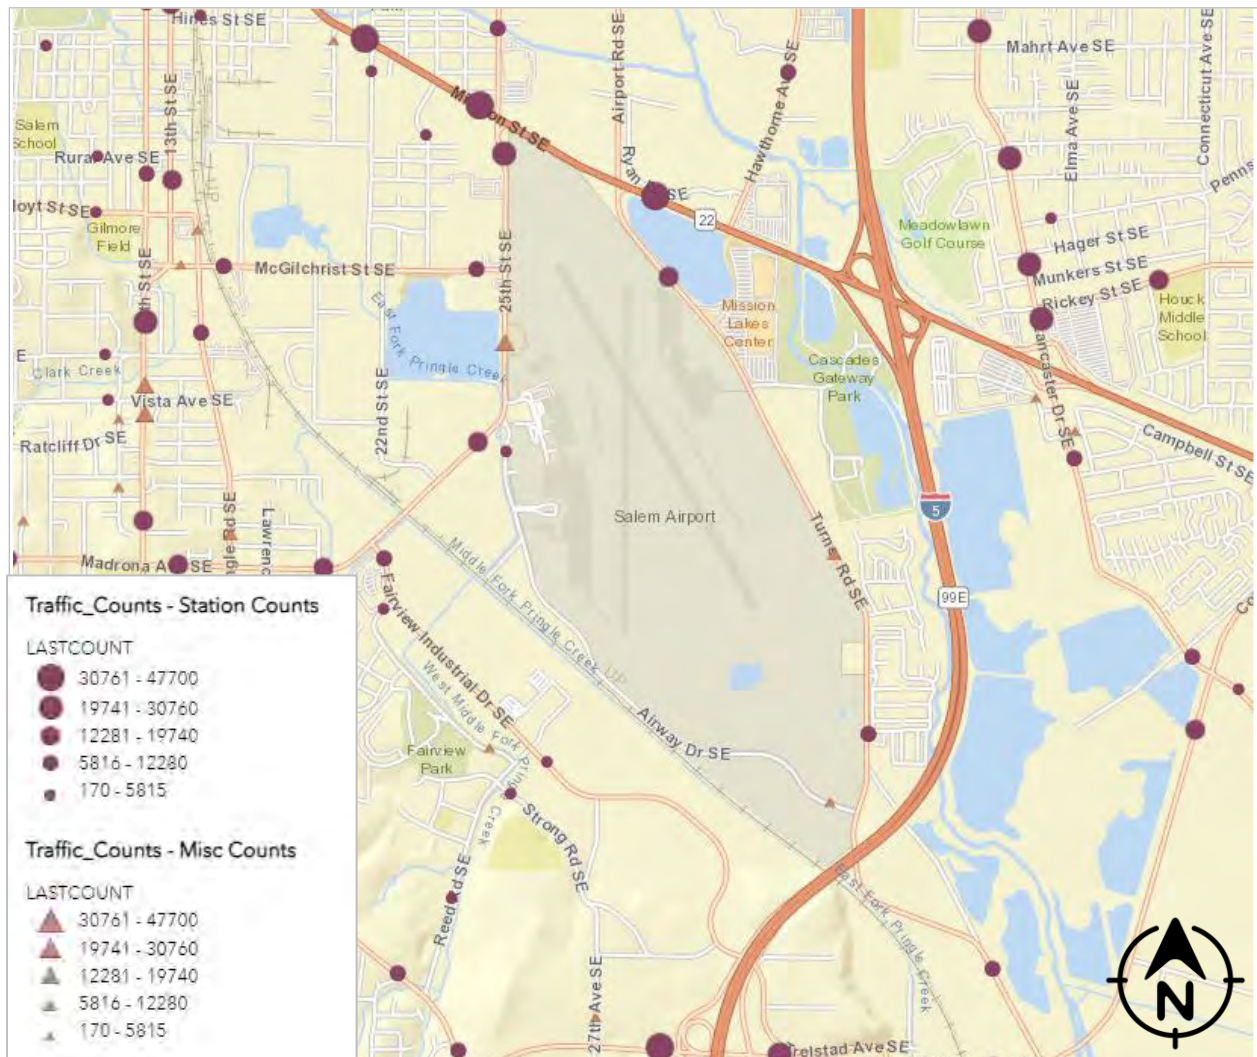 Hines St SE
13th St SE
Salem
School
Rural Ave SE
Hoyt St SE
Gilmore
Field
McGilchrist St SE
25th St SE
Mission St SE
Airport Rd SE
Ryan
SE
Hawthorne Ave SE
22
Mahrt Ave SE
Elma Ave SE
Connecticut Ave SE
Penns
Meadowlawn
Golf Course
Hager St SE
Munkers St SE
Rickey St SE
Houck
Middle
School
Lancaster Dr SE
Campbell St SE
Mission
Lakes
Center
Cascades
Gateway
Park
East Fork Pringle Creek
Clark Creek
Vista Ave SE
Ratcliff Dr SE
22nd St SE
Madrona Ave SE
Salem Airport
5
99E
Turner Rd SE
Middle Fork Pringle Creek
UP
Airway Dr SE
Fairview Industrial Dr SE
West Middle Fork Pringle Creek
Fairview
Park
Strong Rd SE
Reed Rd SE
27th Ave SE
East Fork Pringle Creek
Trelstad Ave SE
Traffic_Counts - Station Counts
LASTCOUNT
30761 - 47700
19741 - 30760
12281 - 19740
5816 - 12280
170 - 5815
Traffic_Counts - Misc Counts
LASTCOUNT
30761 - 47700
19741 - 30760
12281 - 19740
5816 - 12280
170 - 5815
N